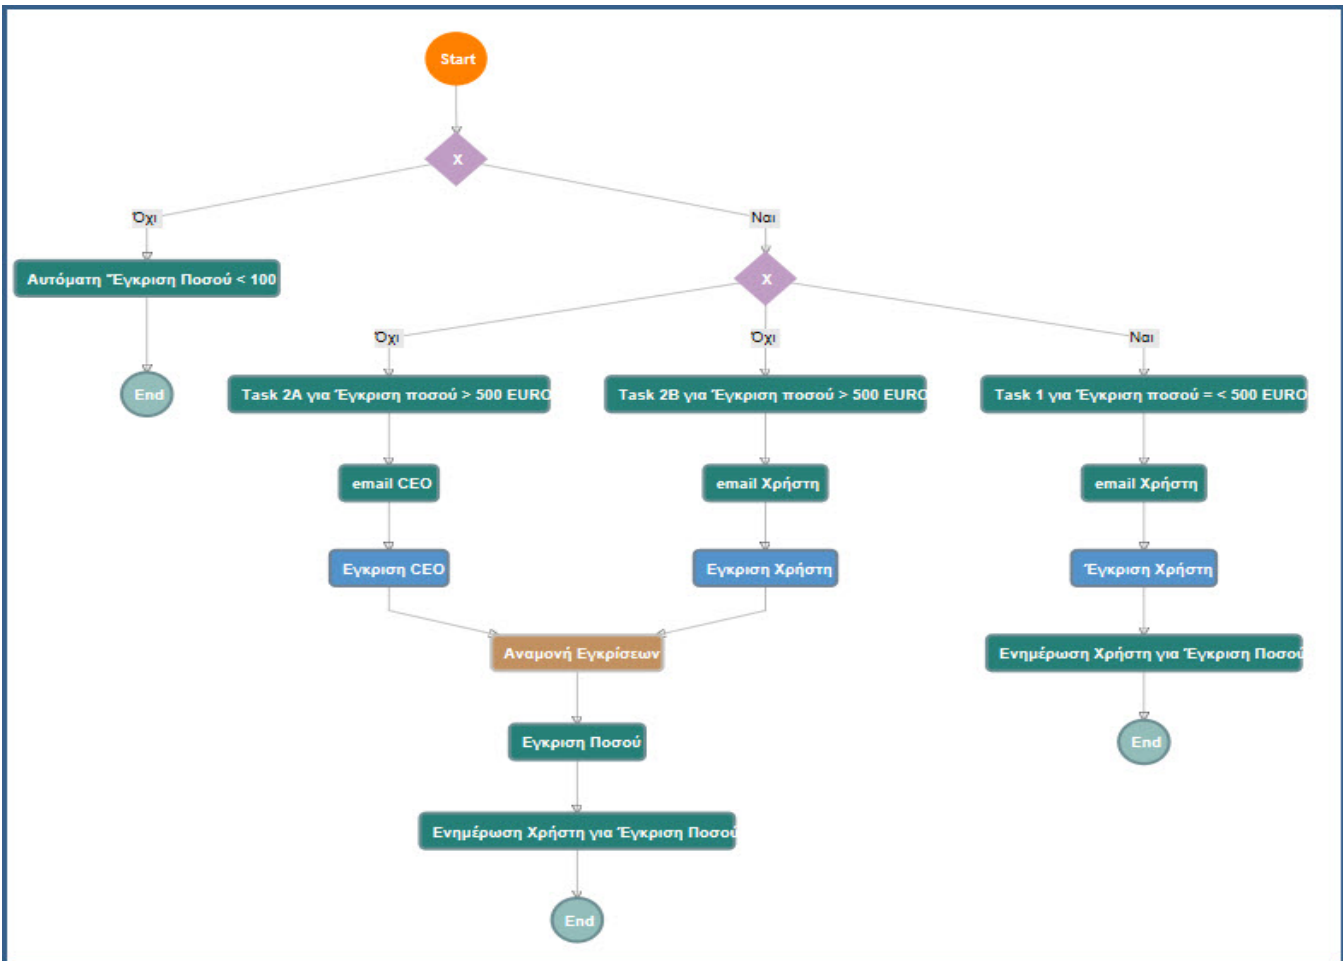 Start
X
Όχι
Ναι
Αυτόματη "Έγκριση Ποσού < 100
X
End
Όχι
Όχι
Ναι
Task 2A για Έγκριση ποσού > 500 EURO
Task 2B για Έγκριση ποσού > 500 EURO
Task 1 για Έγκριση ποσού = < 500 EURO
email CEO
email Χρήστη
email Χρήστη
Εγκριση CEO
Εγκριση Χρήστη
Έγκριση Χρήστη
Αναμονή Εγκρίσεων
Ενημέρωση Χρήστη για Έγκριση Ποσού
Εγκριση Ποσού
End
Ενημέρωση Χρήστη για Έγκριση Ποσού
End